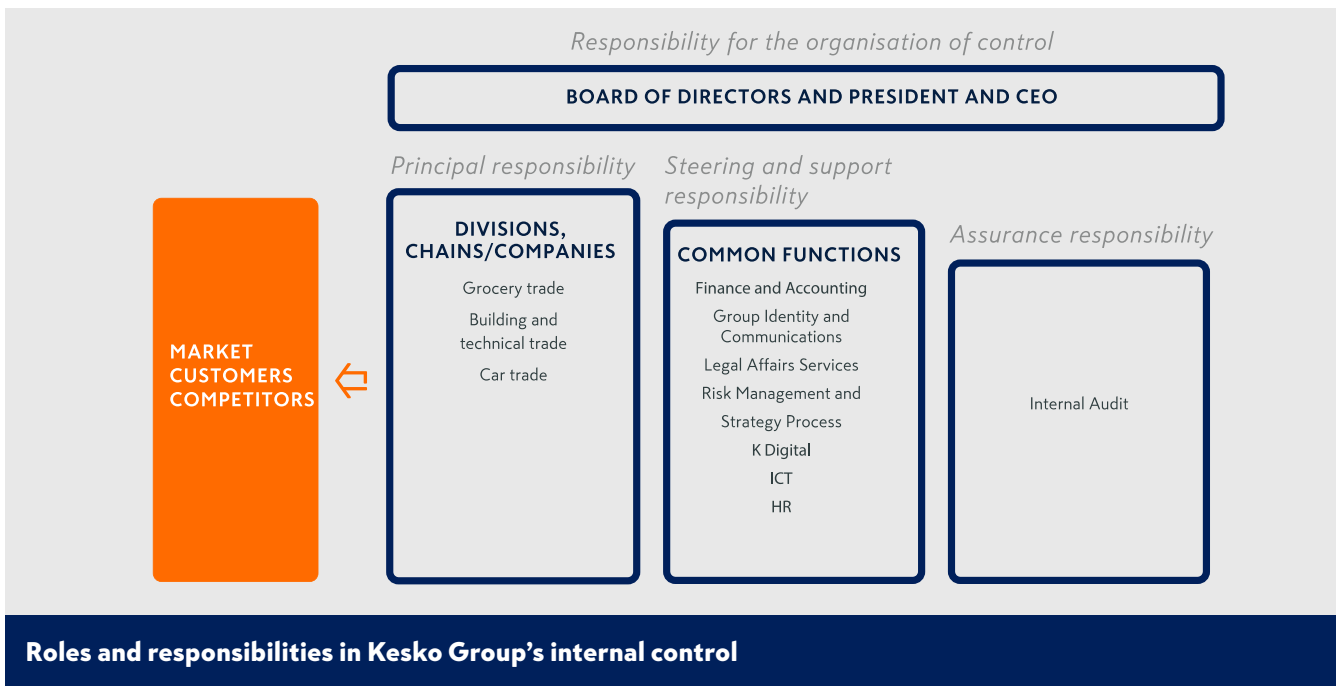 Responsibility for the organisation of control
BOARD OF DIRECTORS AND PRESIDENT AND CEO
Principal responsibility
DIVISIONS,
CHAINS/COMPANIES
Grocery trade
Building and
technical trade
Car trade
Steering and support
responsibility
COMMON FUNCTIONS
Finance and Accounting
Group Identity and
Communications
Legal Affairs Services
Risk Management and
Strategy Process
K Digital
ICT
HR
Assurance responsibility
Internal Audit
MARKET
CUSTOMERS
COMPETITORS
Roles and responsibilities in Kesko Group's internal control